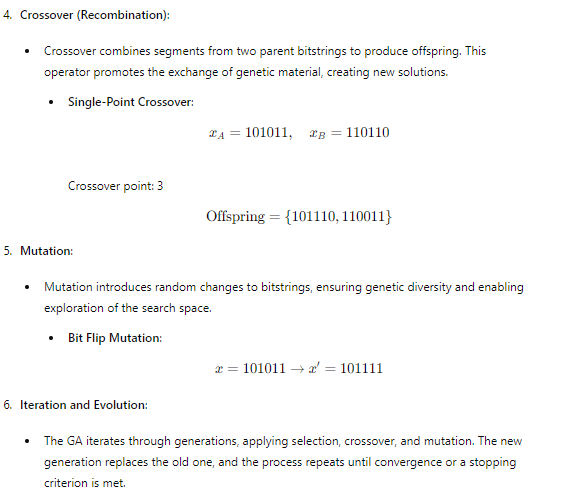 4. Crossover (Recombination):
• Crossover combines segments from two parent bitstrings to produce offspring. This
operator promotes the exchange of genetic material, creating new solutions.
• Single-Point Crossover:
x_A = 101011, x_B = 110110
Crossover point: 3
Offspring = {101110, 110011}
5. Mutation:
• Mutation introduces random changes to bitstrings, ensuring genetic diversity and enabling
exploration of the search space.
• Bit Flip Mutation:
x = 101011 → x′ = 101111
6. Iteration and Evolution:
• The GA iterates through generations, applying selection, crossover, and mutation. The new
generation replaces the old one, and the process repeats until convergence or a stopping
criterion is met.